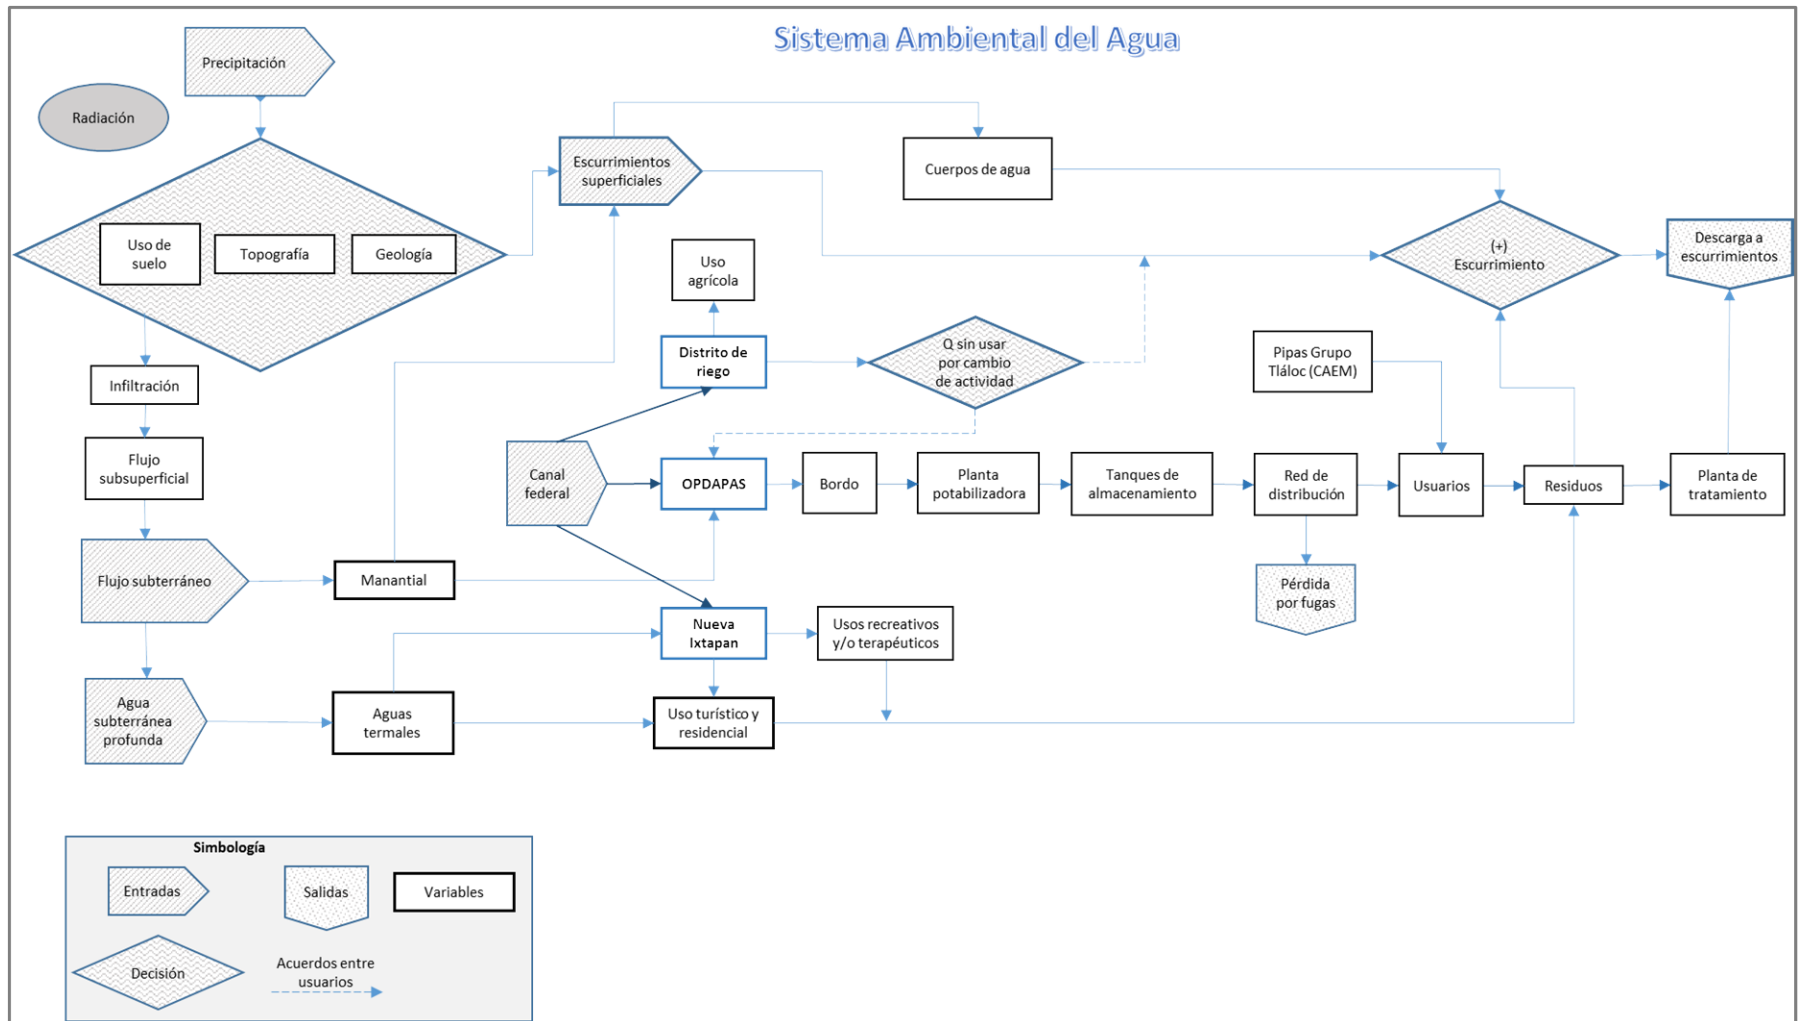 Sistema Ambiental del Agua
Precipitación
Radiación
Uso de
suelo
Topografía
Geología
Escurrimientos
superficiales
Cuerpos de agua
(+)
Escurrimiento
Descarga a
escurrimientos
Uso
agrícola
Infiltración
Distrito de
riego
Q sin usar
por cambio
de actividad
Pipas Grupo
Tláloc (CAEM)
Flujo
subsuperficial
Canal
federal
OPDAPAS
Bordo
Planta
potabilizadora
Tanques de
almacenamiento
Red de
distribución
Usuarios
Residuos
Planta de
tratamiento
Flujo subterráneo
Manantial
Pérdida
por fugas
Nueva
Ixtapan
Usos recreativos
y/o terapéuticos
Agua
subterránea
profunda
Aguas
termales
Uso turístico y
residencial
Simbología
Entradas
Salidas
Variables
Decisión
Acuerdos entre
usuarios